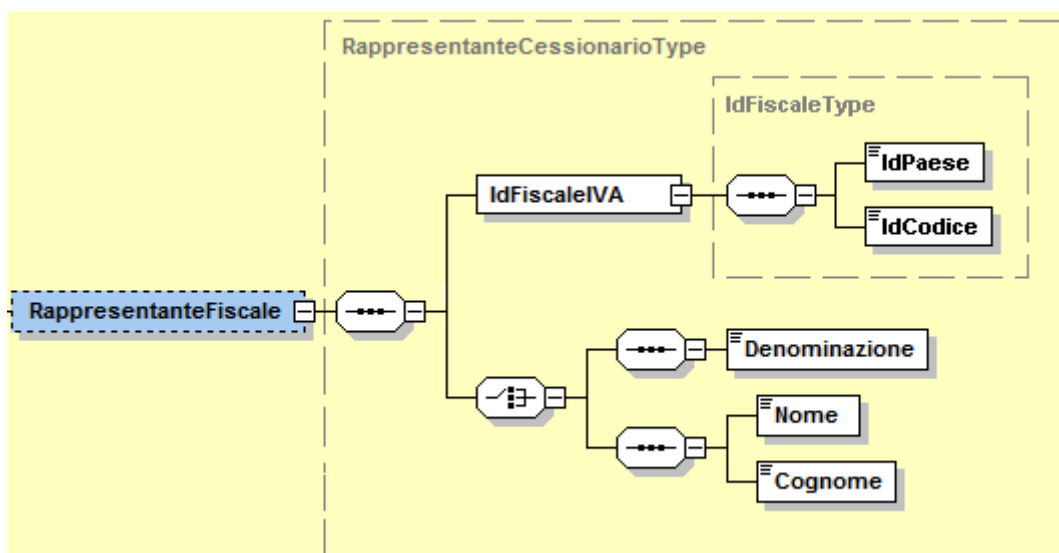 RappresentanteCessionarioType
IdFiscaleType
IdPaese
IdFiscaleIVA
IdCodice
RappresentanteFiscale
Denominazione
Nome
Cognome